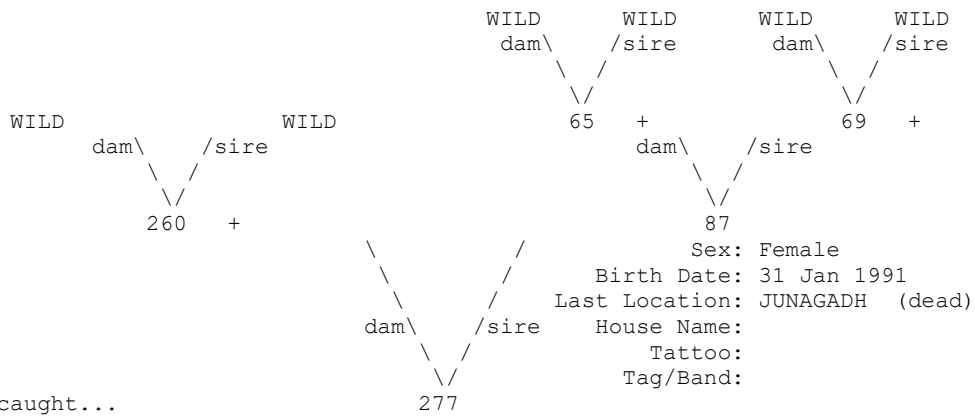 WILD WILD WILD WILD
dam\ /sire dam\ /sire
\ / \ /
\/ \/
WILD WILD 65 + 69 +
dam\ /sire dam\ /sire
\ / \ /
\/ \/
260 + 87
\ / Sex: Female
\ / Birth Date: 31 Jan 1991
\ / Last Location: JUNAGADH (dead)
dam\ /sire House Name:
\ / Tattoo:
\/ Tag/Band:
caught... 277